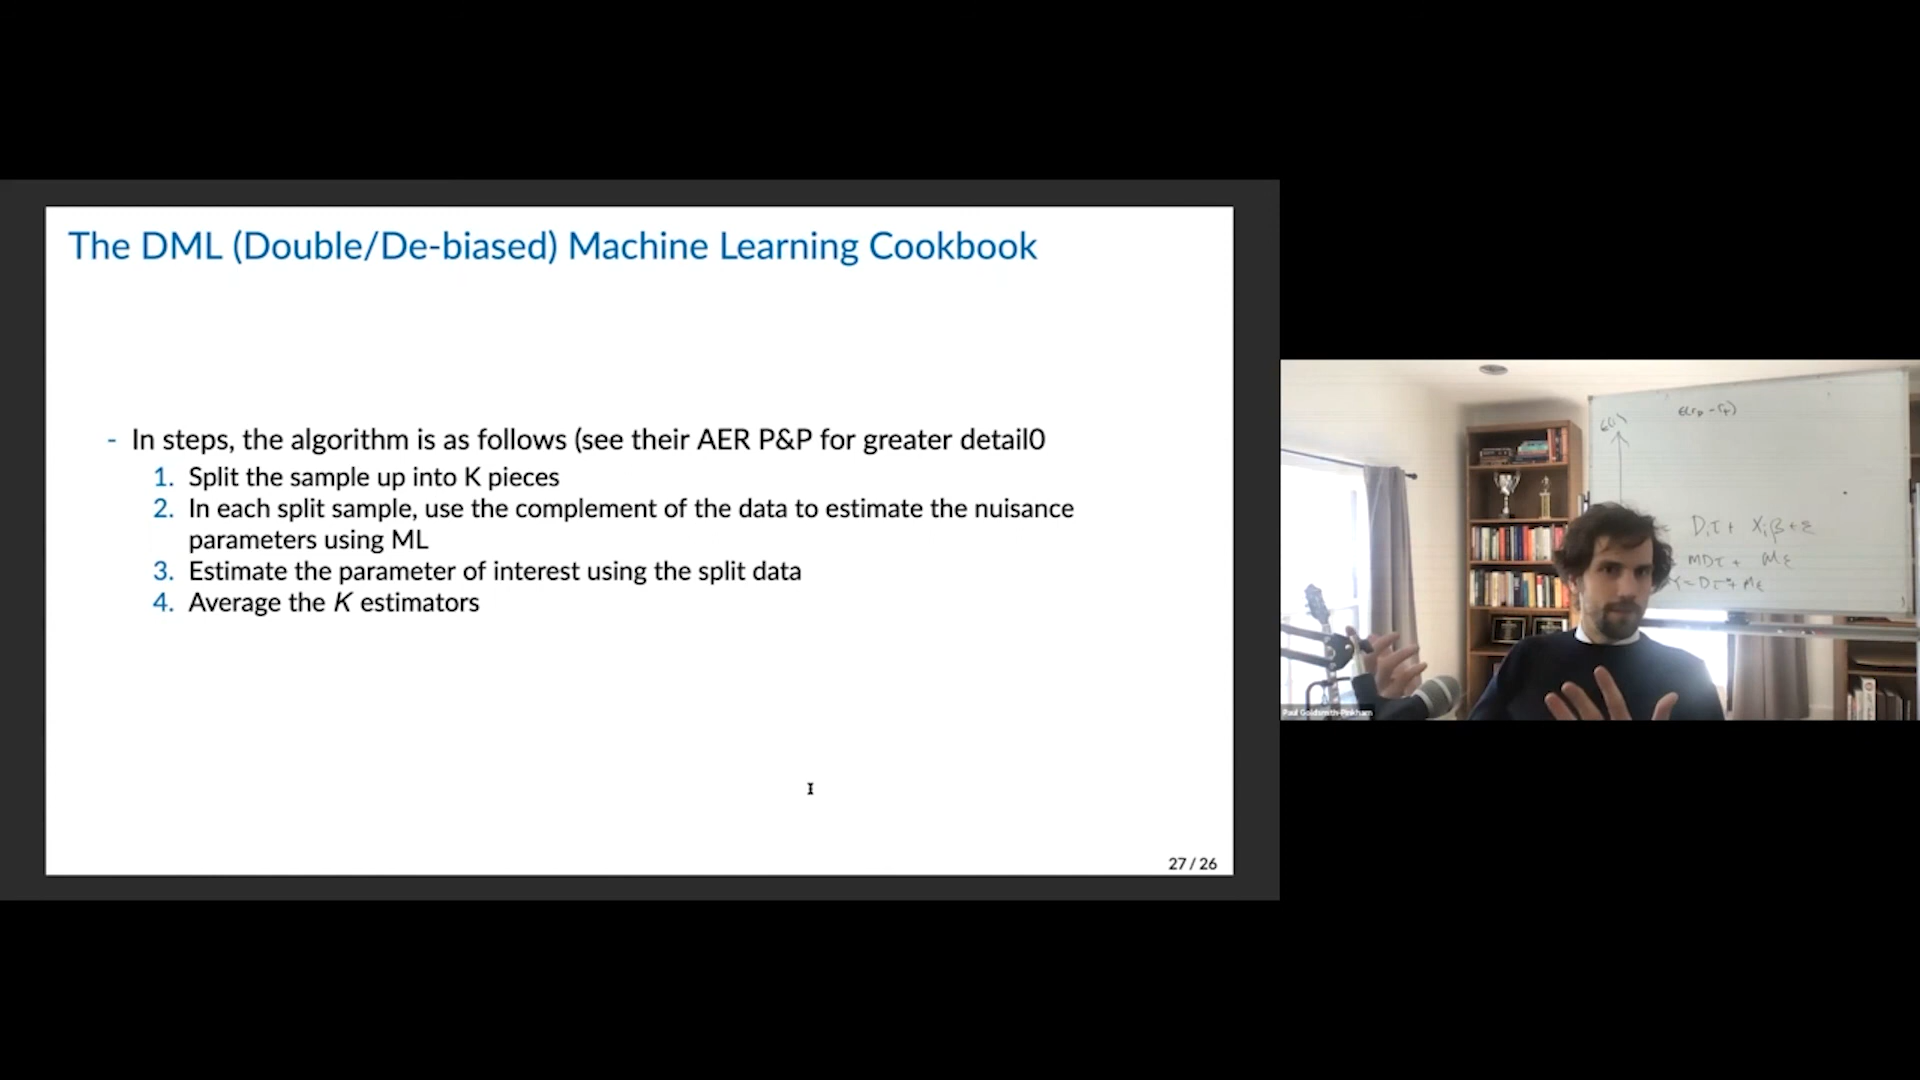 The DML (Double/De-biased) Machine Learning Cookbook
- In steps, the algorithm is as follows (see their AER P&P for greater detail0
1. Split the sample up into K pieces
2. In each split sample, use the complement of the data to estimate the nuisance
parameters using ML
3. Estimate the parameter of interest using the split data
4. Average the K estimators
27 / 26
Paul Goldsmith-Pinkham